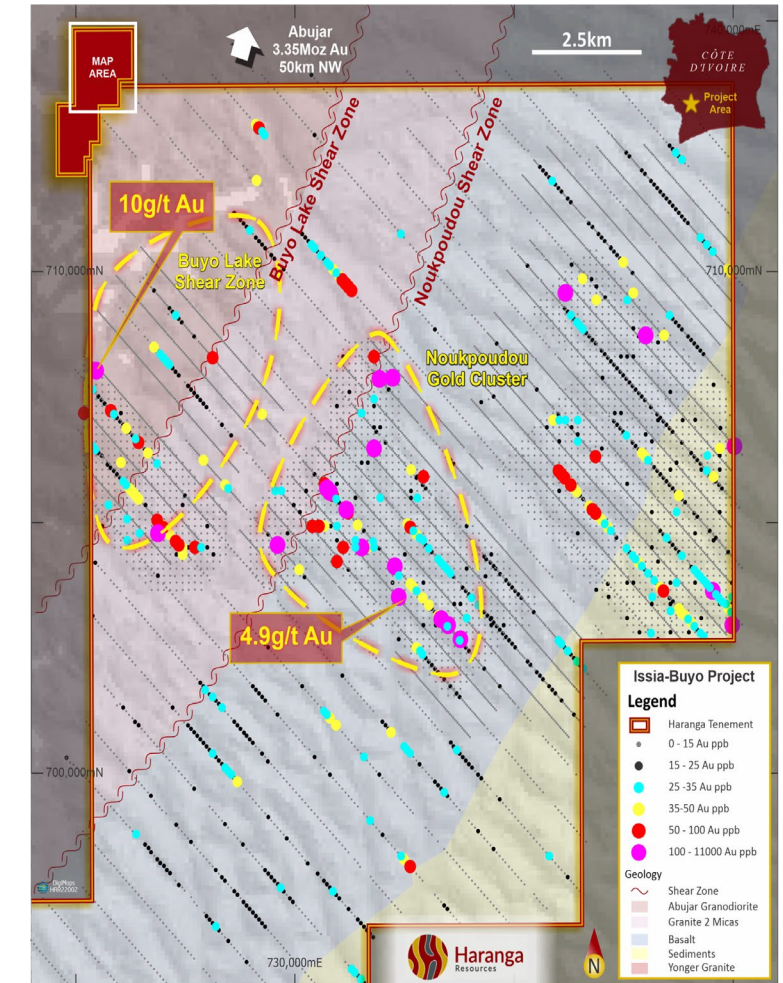 Abujar
3.35Moz Au
50km NW
2.5km
MAP
AREA
CÔTE
D'IVOIRE
Project
Area
10g/t Au
Buyo Lake Shear Zone
Noukpoudou Shear Zone
Buyo Lake
Shear Zone
710,000mN
710,000mN
Noukpoudou
Gold Cluster
4.9g/t Au
700,000mN
730,000mE
DigiMaps
HAR22002
Haranga
Resources
N
Issia-Buyo Project
Legend
Haranga Tenement
0 - 15 Au ppb
15 - 25 Au ppb
25 -35 Au ppb
35-50 Au ppb
50 - 100 Au ppb
100 - 11000 Au ppb
Geology
Shear Zone
Abujar Granodiorite
Granite 2 Micas
Basalt
Sediments
Yonger Granite